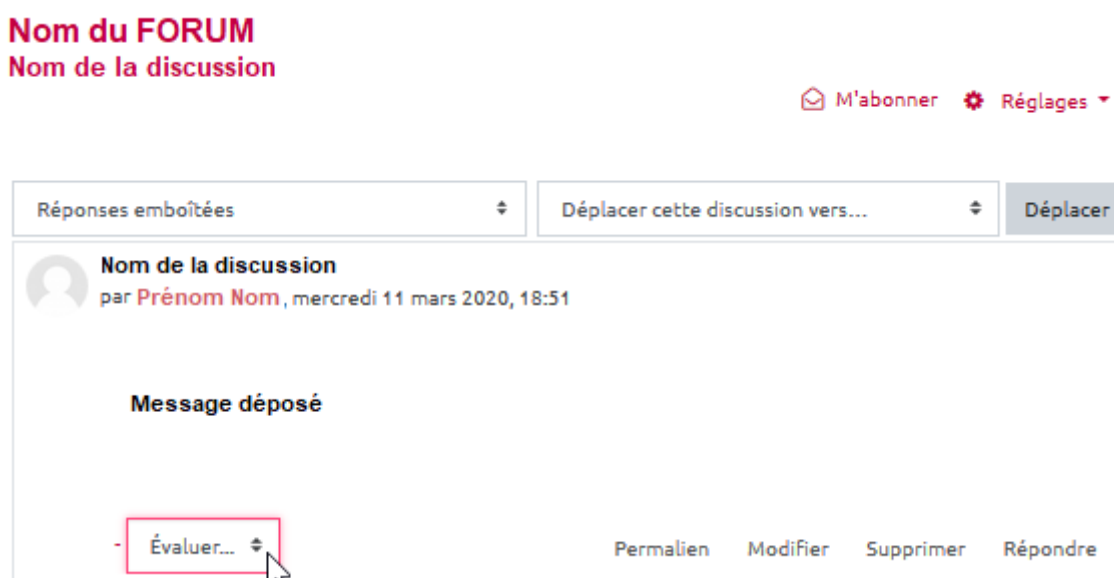 Nom du FORUM
Nom de la discussion
M'abonner Réglages
Réponses emboîtées Déplacer cette discussion vers... Déplacer
Nom de la discussion
par Prénom Nom, mercredi 11 mars 2020, 18:51
Message déposé
- Évaluer... Permalien Modifier Supprimer Répondre